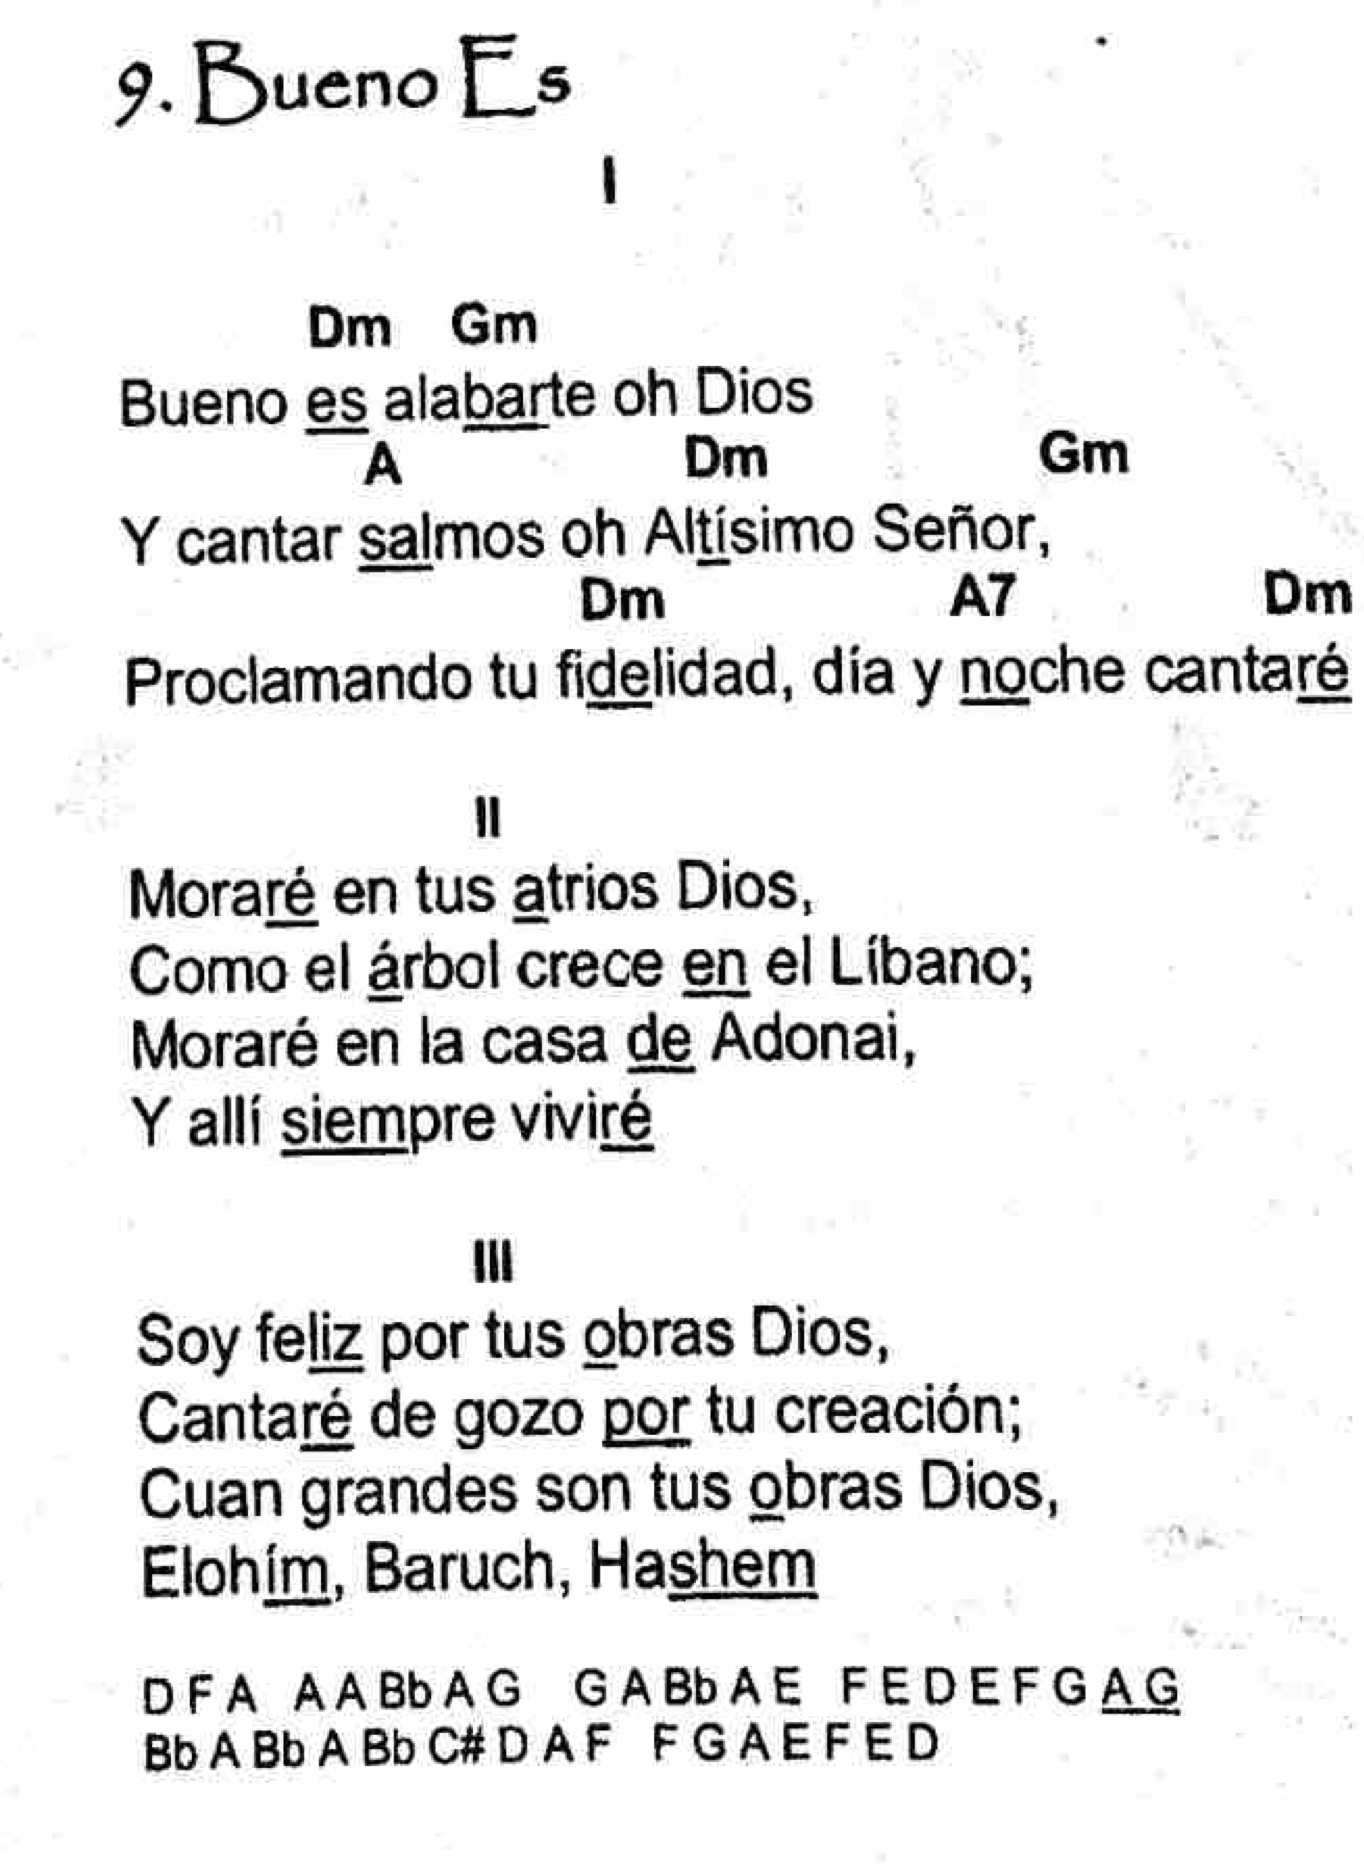 9. Bueno Es
I
Dm Gm
Bueno es alabarte oh Dios
A Dm Gm
Y cantar salmos oh Altísimo Señor,
Dm A7 Dm
Proclamando tu fidelidad, día y noche cantaré
II
Moraré en tus atrios Dios,
Como el árbol crece en el Líbano;
Moraré en la casa de Adonai,
Y allí siempre viviré
III
Soy feliz por tus obras Dios,
Cantaré de gozo por tu creación;
Cuan grandes son tus obras Dios,
Elohím, Baruch, Hashem
D F A A A Bb A G G A Bb A E F E D E F G A G
Bb A Bb A Bb C# D A F F G A E F E D